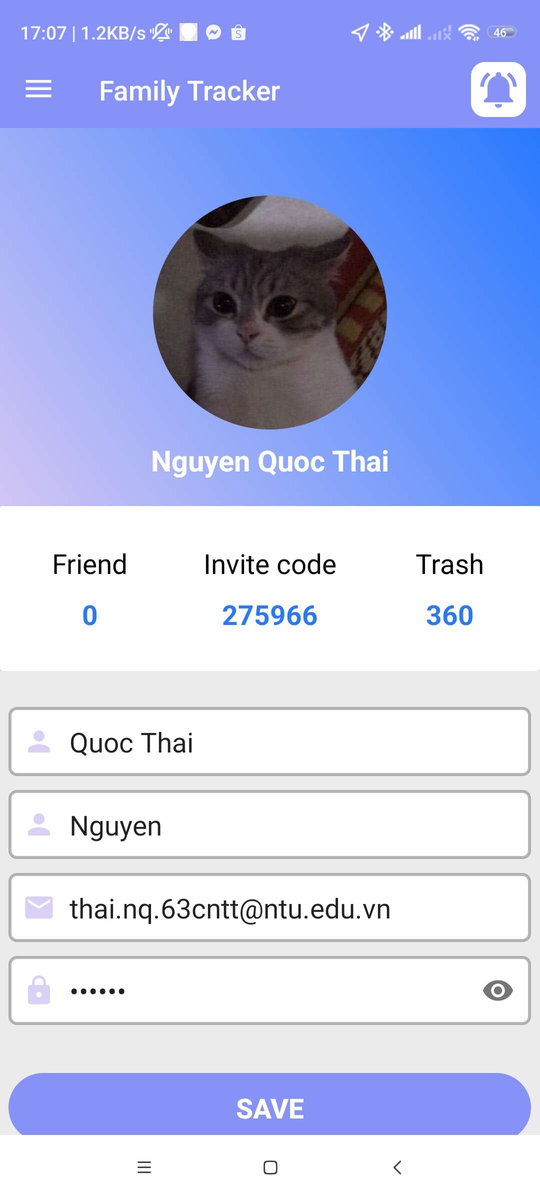 17:07 | 1.2KB/s 46
Family Tracker
Nguyen Quoc Thai
Friend Invite code Trash
0 275966 360
Quoc Thai
Nguyen
thai.nq.63cntt@ntu.edu.vn
••••••
SAVE